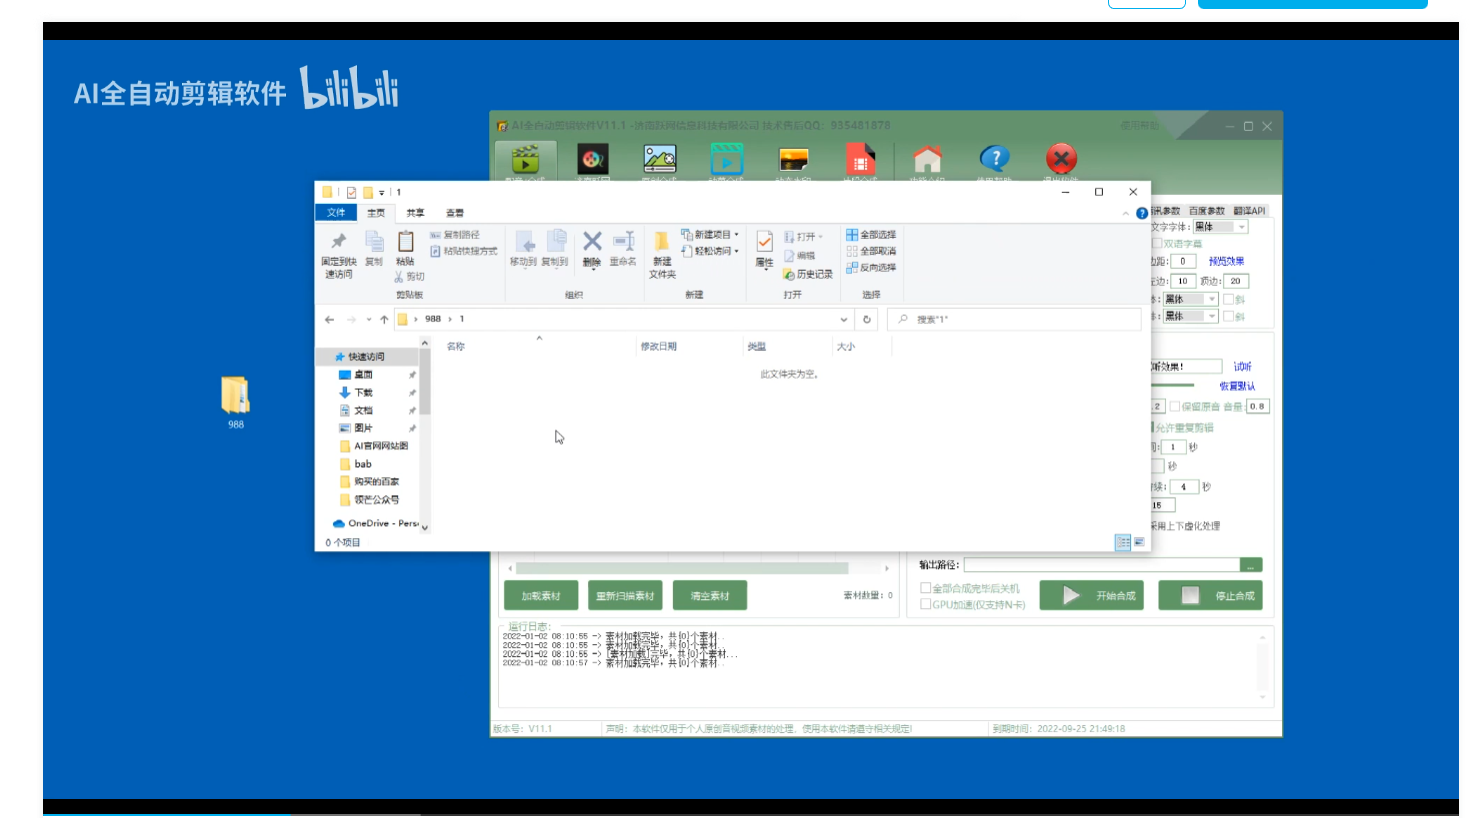 AI全自动剪辑软件 bilibili
AI全自动剪辑软件V11.1 -济南跃网信息科技有限公司 技术售后QQ: 935481878
使用帮助
1
文件 主页 共享 查看
固定到快速访问
复制
粘贴
复制路径
粘贴快捷方式
剪切
剪贴板
移动到 复制到 删除 重命名
组织
新建文件夹
新建项目
轻松访问
新建
属性
打开
编辑
历史记录
打开
全部选择
全部取消
反向选择
选择
988 › 1
搜索"1"
名称 修改日期 类型 大小
此文件夹为空。
快速访问
桌面
下载
文档
图片
AI官网网站图
bab
购买的百家
领芒公众号
OneDrive - Pers
0 个项目
988
讯参数 百度参数 翻译API
文字字体: 黑体
双语字幕
边距: 0 预览效果
左边: 10 顶边: 20
体: 黑体 斜
体: 黑体 斜
听效果! 试听
恢复默认
.2 保留原音 音量: 0.8
允许重复剪辑
间: 1 秒
秒
持续: 4 秒
15
采用上下虚化处理
输出路径: ...
加载素材 重新扫描素材 清空素材 素材数量: 0
全部合成完毕后关机
GPU加速(仅支持N卡)
开始合成 停止合成
运行日志:
2022-01-02 08:10:55 -> 素材加载完毕, 共[0]个素材
2022-01-02 08:10:55 -> 素材加载完毕, 共[0]个素材
2022-01-02 08:10:55 -> [素材加载]完毕, 共[0]个素材...
2022-01-02 08:10:57 -> 素材加载完毕, 共[0]个素材
版本号: V11.1 声明: 本软件仅用于个人原创音视频素材的处理, 使用本软件请遵守相关规定! 到期时间: 2022-09-25 21:49:18